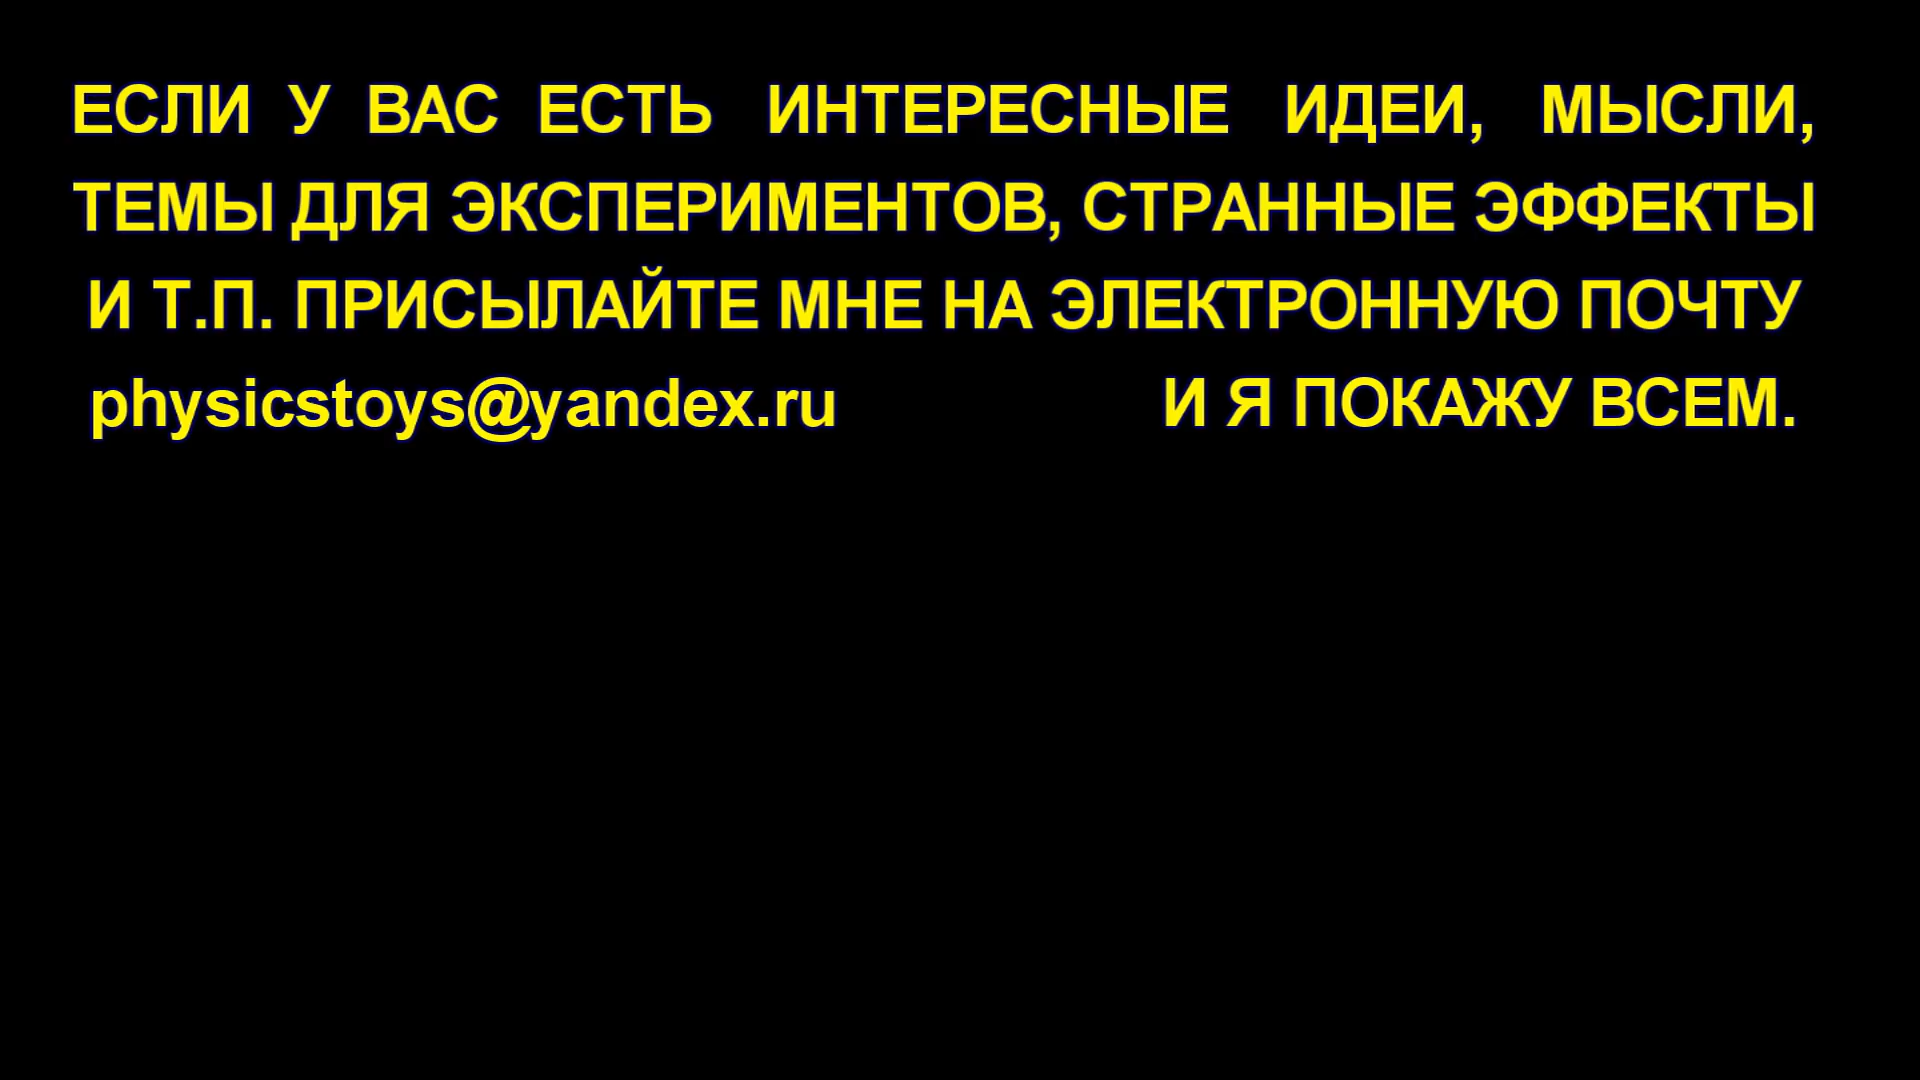 ЕСЛИ У ВАС ЕСТЬ ИНТЕРЕСНЫЕ ИДЕИ, МЫСЛИ,
ТЕМЫ ДЛЯ ЭКСПЕРИМЕНТОВ, СТРАННЫЕ ЭФФЕКТЫ
И Т.П. ПРИСЫЛАЙТЕ МНЕ НА ЭЛЕКТРОННУЮ ПОЧТУ
physicstoys@yandex.ru И Я ПОКАЖУ ВСЕМ.